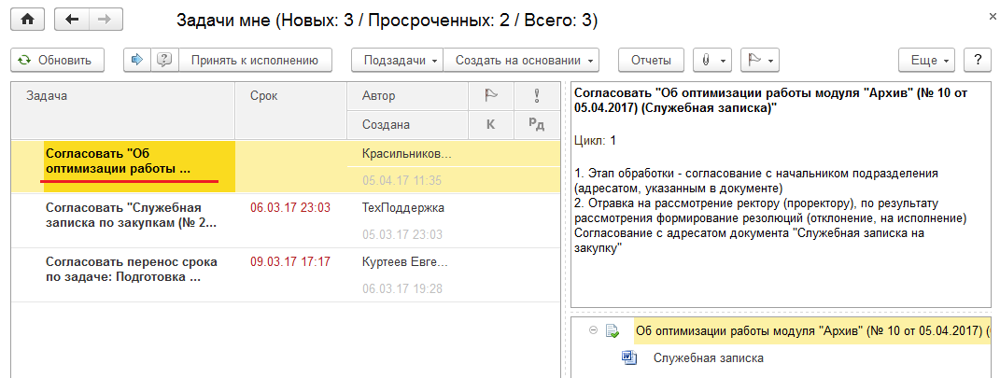 Задачи мне (Новых: 3 / Просроченных: 2 / Всего: 3)
Обновить Принять к исполнению Подзадачи Создать на основании Отчеты Еще ?
Задача Срок Автор
Создана К Рд
Согласовать "Об
оптимизации работы ...
Красильников...
05.04.17 11:35
Согласовать "Служебная
записка по закупкам (№ 2...
06.03.17 23:03
ТехПоддержка
05.03.17 23:03
Согласовать перенос срока
по задаче: Подготовка ...
09.03.17 17:17
Куртеев Евге...
06.03.17 19:28
Согласовать "Об оптимизации работы модуля "Архив" (№ 10 от
05.04.2017) (Служебная записка)"
Цикл: 1
1. Этап обработки - согласование с начальником подразделения
(адресатом, указанным в документе)
2. Отравка на рассмотрение ректору (проректору), по результату
рассмотрения формирование резолюций (отклонение, на исполнение)
Согласование с адресатом документа "Служебная записка на
закупку"
Об оптимизации работы модуля "Архив" (№ 10 от 05.04.2017) (
Служебная записка